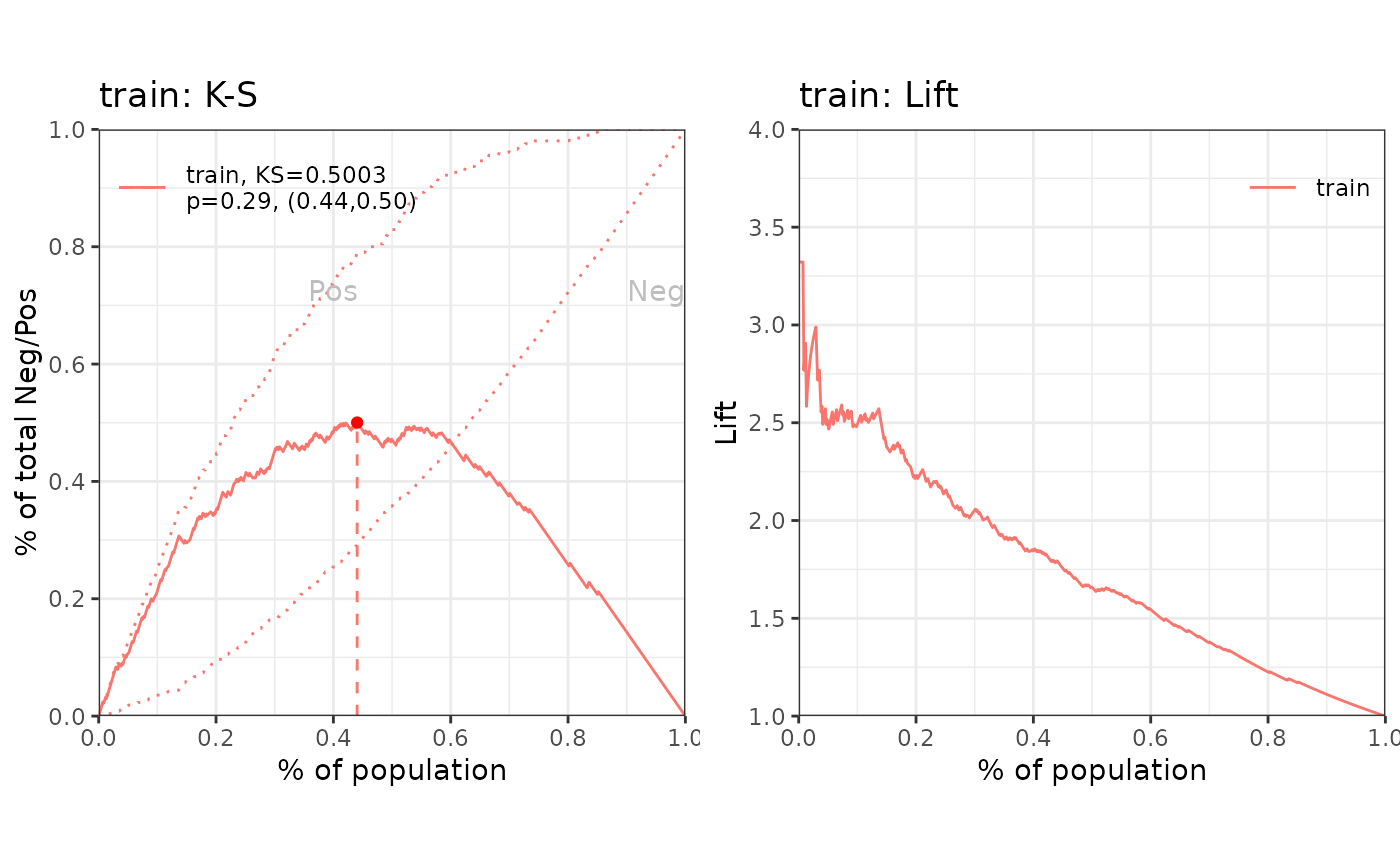 train: K-S
1.0
0.8
0.6
0.4
0.2
0.0
% of total Neg/Pos
train, KS=0.5003
p=0.29, (0.44,0.50)
Pos
Neg
0.0 0.2 0.4 0.6 0.8 1.0
% of population
train: Lift
4.0
3.5
3.0
2.5
2.0
1.5
1.0
Lift
train
0.0 0.2 0.4 0.6 0.8 1.0
% of population